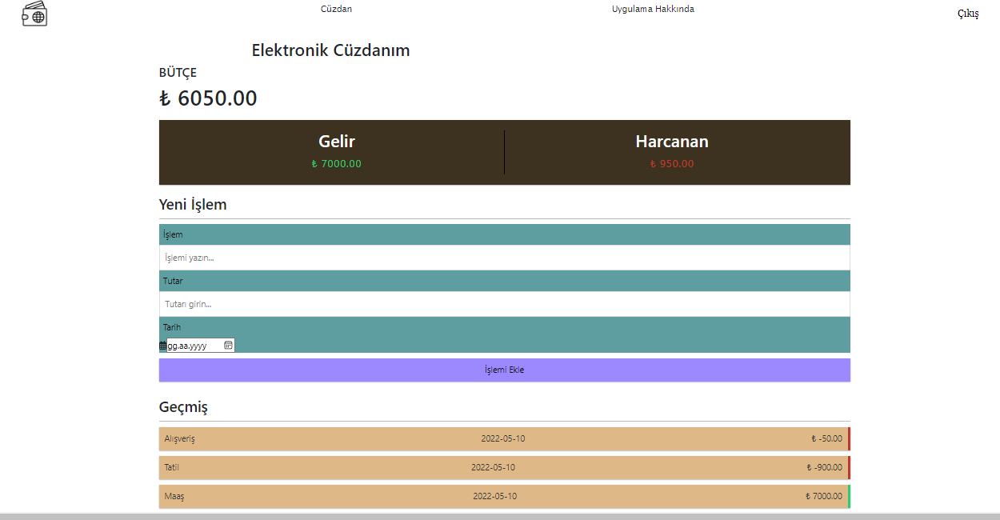 Cüzdan Uygulama Hakkında Çıkış
Elektronik Cüzdanım
BÜTÇE
₺ 6050.00
Gelir Harcanan
₺ 7000.00 ₺ 950.00
Yeni İşlem
İşlem
İşlemi yazın...
Tutar
Tutarı girin...
Tarih
gg.aa.yyyy
İşlemi Ekle
Geçmiş
Alışveriş 2022-05-10 ₺ -50.00
Tatil 2022-05-10 ₺ -900.00
Maaş 2022-05-10 ₺ 7000.00